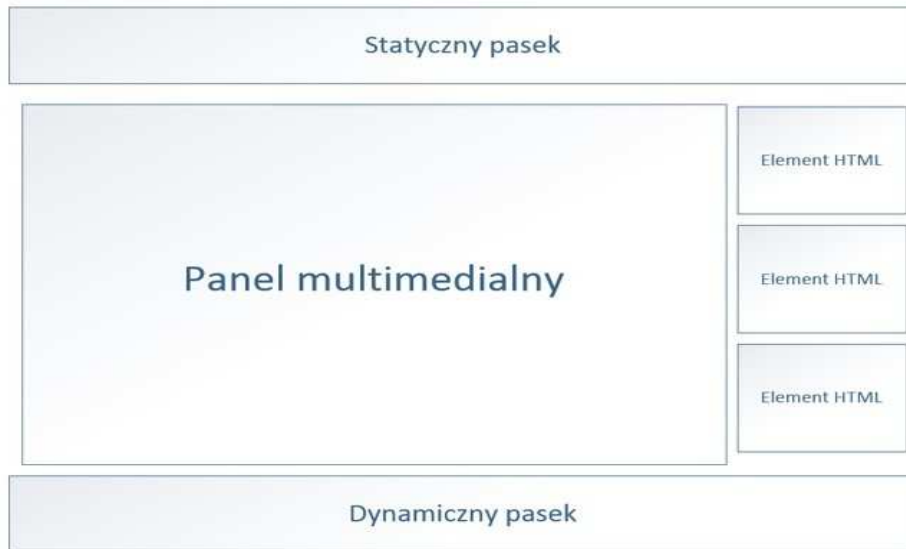 Statyczny pasek
Panel multimedialny
Element HTML
Element HTML
Element HTML
Dynamiczny pasek